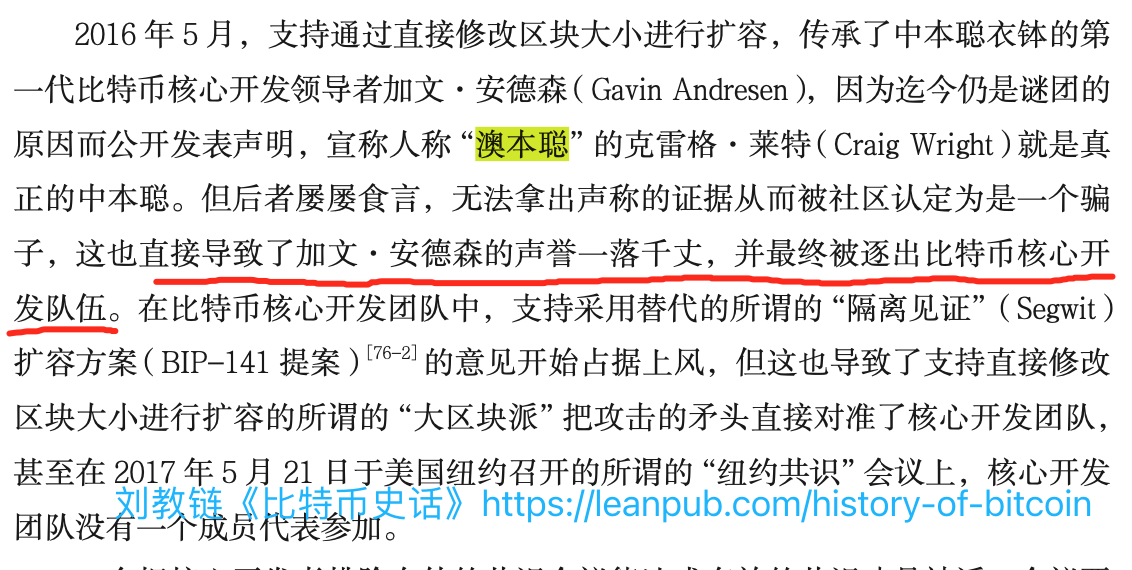 2016 年 5 月，支持通过直接修改区块大小进行扩容，传承了中本聪衣钵的第
一代比特币核心开发领导者加文·安德森（Gavin Andresen），因为迄今仍是谜团的
原因而公开发表声明，宣称人称“澳本聪”的克雷格·莱特（Craig Wright）就是真
正的中本聪。但后者屡屡食言，无法拿出声称的证据从而被社区认定为是一个骗
子，这也直接导致了加文·安德森的声誉一落千丈，并最终被逐出比特币核心开
发队伍。在比特币核心开发团队中，支持采用替代的所谓的“隔离见证”（Segwit）
扩容方案（BIP–141 提案）[76–2] 的意见开始占据上风，但这也导致了支持直接修改
区块大小进行扩容的所谓的“大区块派”把攻击的矛头直接对准了核心开发团队，
甚至在 2017 年 5 月 21 日于美国纽约召开的所谓的“纽约共识”会议上，核心开发
刘教链《比特币史话》https://leanpub.com/history-of-bitcoin
团队没有一个成员代表参加。